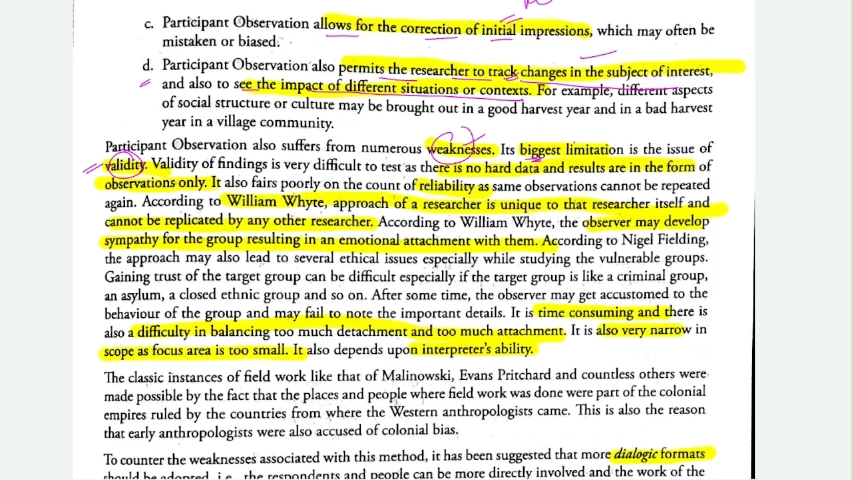 c. Participant Observation allows for the correction of initial impressions, which may often be
mistaken or biased.
d. Participant Observation also permits the researcher to track changes in the subject of interest,
and also to see the impact of different situations or contexts. For example, different aspects
of social structure or culture may be brought out in a good harvest year and in a bad harvest
year in a village community.
Participant Observation also suffers from numerous weaknesses. Its biggest limitation is the issue of
validity. Validity of findings is very difficult to test as there is no hard data and results are in the form of
observations only. It also fairs poorly on the count of reliability as same observations cannot be repeated
again. According to William Whyte, approach of a researcher is unique to that researcher itself and
cannot be replicated by any other researcher. According to William Whyte, the observer may develop
sympathy for the group resulting in an emotional attachment with them. According to Nigel Fielding,
the approach may also lead to several ethical issues especially while studying the vulnerable groups.
Gaining trust of the target group can be difficult especially if the target group is like a criminal group,
an asylum, a closed ethnic group and so on. After some time, the observer may get accustomed to the
behaviour of the group and may fail to note the important details. It is time consuming and there is
also a difficulty in balancing too much detachment and too much attachment. It is also very narrow in
scope as focus area is too small. It also depends upon interpreter's ability.
The classic instances of field work like that of Malinowski, Evans Pritchard and countless others were
made possible by the fact that the places and people where field work was done were part of the colonial
empires ruled by the countries from where the Western anthropologists came. This is also the reason
that early anthropologists were also accused of colonial bias.
To counter the weaknesses associated with this method, it has been suggested that more dialogic formats
should be adopted, i.e., the respondents and people can be more directly involved and the work of the